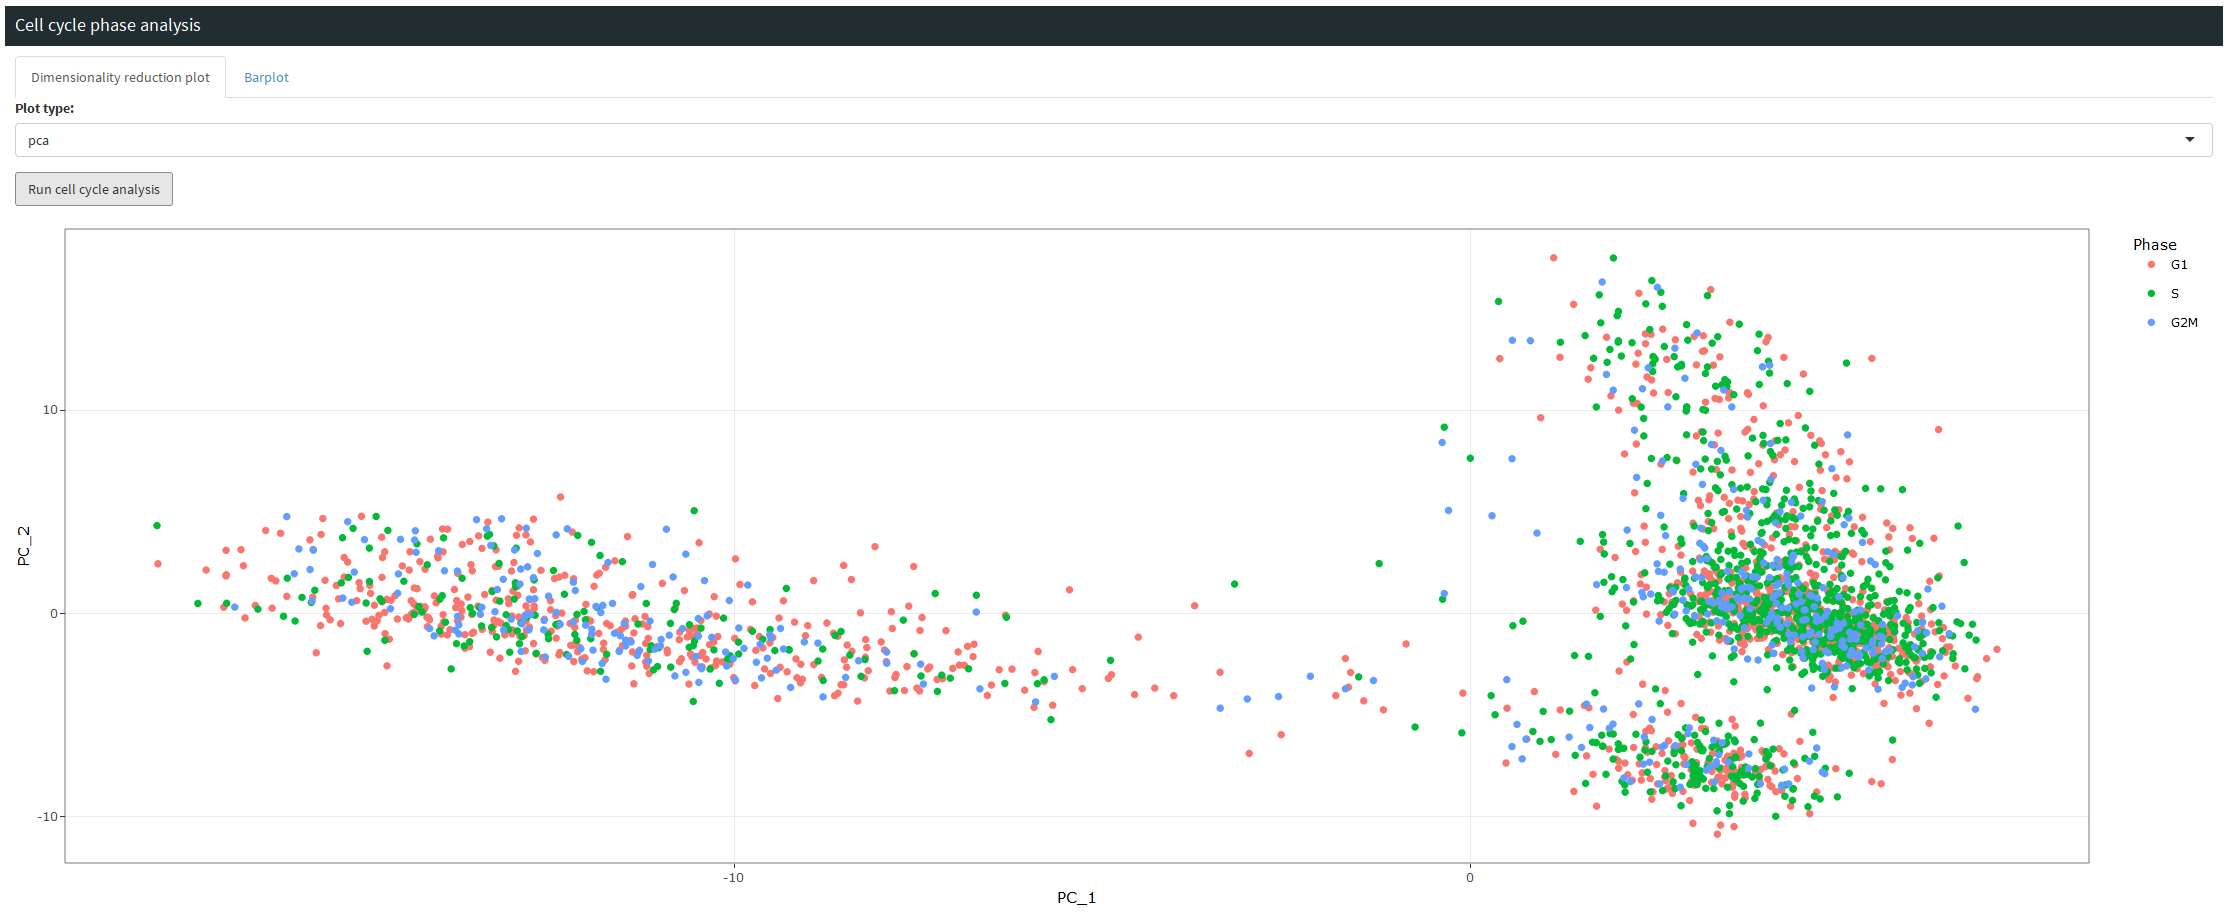 Cell cycle phase analysis
Dimensionality reduction plot
Barplot
Plot type:
pca
Run cell cycle analysis
Phase
G1
S
G2M
10
0
-10
PC_2
-10
0
PC_1